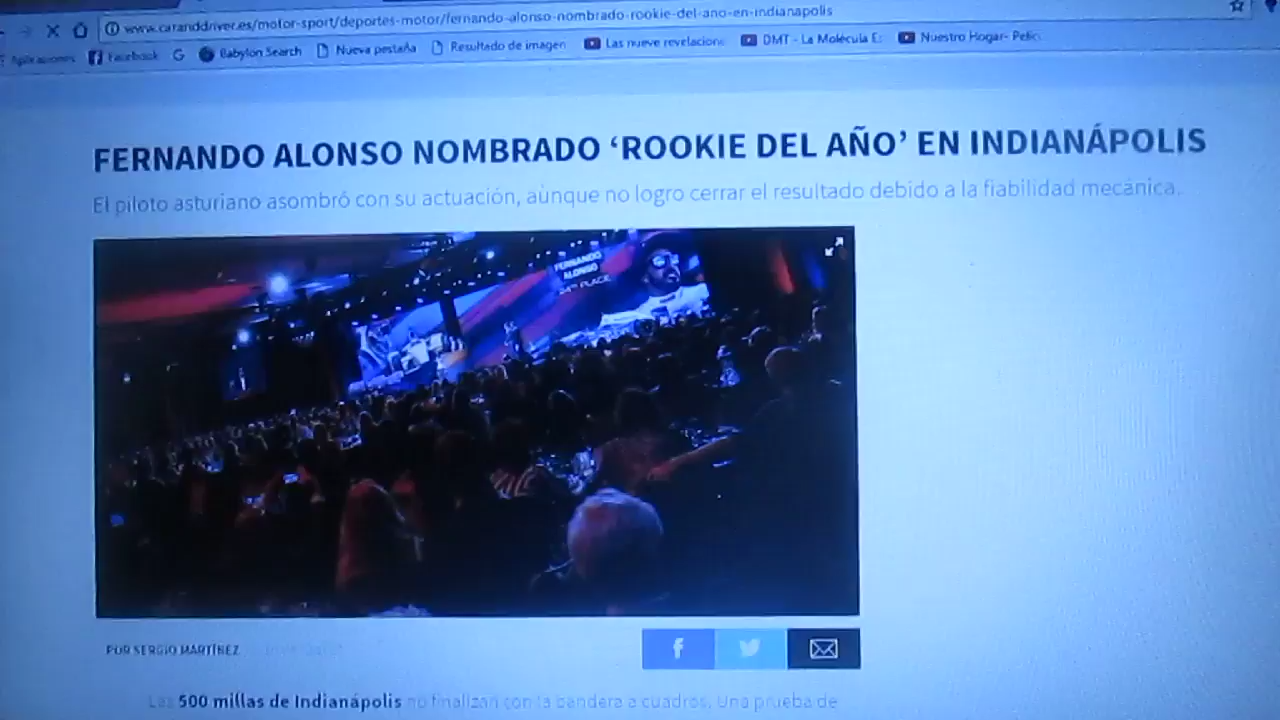 www.caranddriver.es/motor-sport/deportes-motor/fernando-alonso-nombrado-rookie-del-ano-en-indianapolis
Aplicaciones Facebook G Babylon Search Nueva pestaña Resultado de imagen Las nueve revelacione DMT - La Molécula E: Nuestro Hogar- Pelíc
FERNANDO ALONSO NOMBRADO ‘ROOKIE DEL AÑO’ EN INDIANÁPOLIS
El piloto asturiano asombró con su actuación, aunque no logro cerrar el resultado debido a la fiabilidad mecánica.
FERNANDO
ALONSO
24TH PLACE
POR SERGIO MARTÍNEZ
Las 500 millas de Indianápolis no finalizan con la bandera a cuadros. Una prueba de